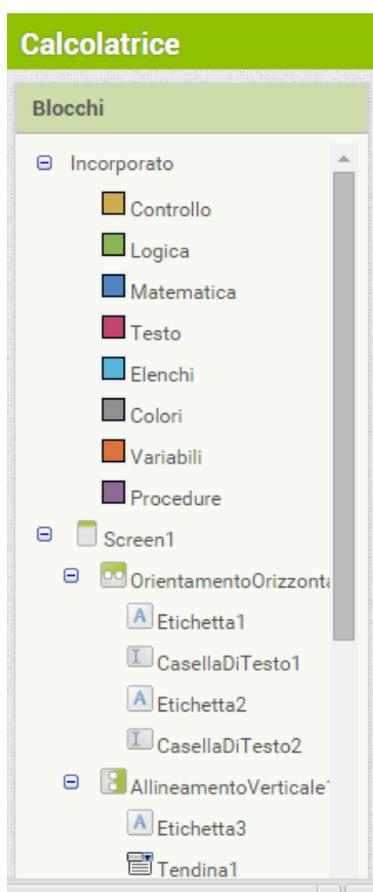 Calcolatrice
Blocchi
Incorporato
Controllo
Logica
Matematica
Testo
Elenchi
Colori
Variabili
Procedure
Screen1
OrientamentoOrizzonta
Etichetta1
CasellaDiTesto1
Etichetta2
CasellaDiTesto2
AllineamentoVerticale1
Etichetta3
Tendina1